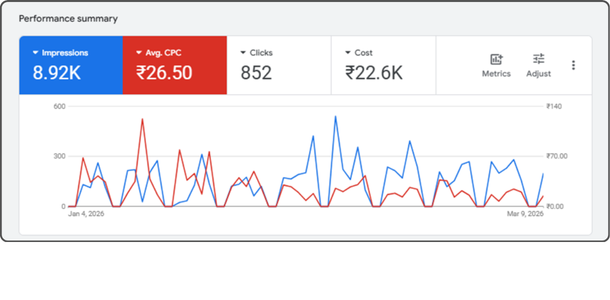 Performance summary
Impressions
8.92K
Avg. CPC
₹26.50
Clicks
852
Cost
₹22.6K
Metrics
Adjust
600
300
0
₹140
₹70.00
₹0.00
Jan 4, 2026
Mar 9, 2026